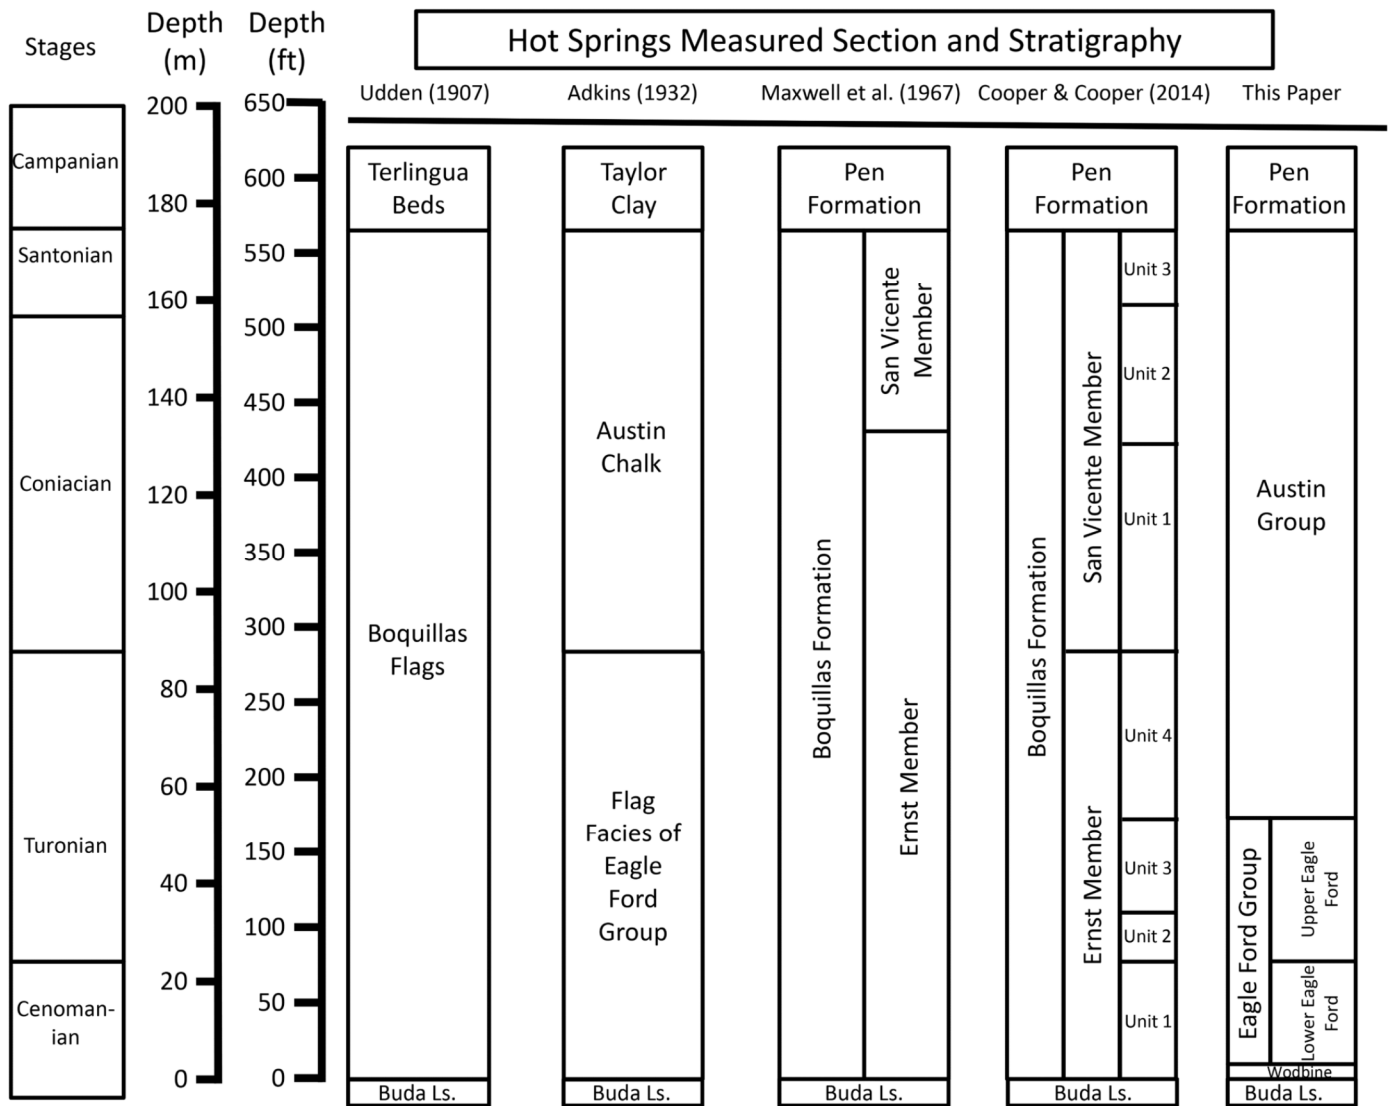 Hot Springs Measured Section and Stratigraphy
Stages
Depth
(m)
Depth
(ft)
Udden (1907)
Adkins (1932)
Maxwell et al. (1967)
Cooper & Cooper (2014)
This Paper
Campanian
Santonian
Coniacian
Turonian
Cenoman-
ian
200
180
160
140
120
100
80
60
40
20
0
650
600
550
500
450
400
350
300
250
200
150
100
50
0
Terlingua
Beds
Boquillas
Flags
Buda Ls.
Taylor
Clay
Austin
Chalk
Flag
Facies of
Eagle
Ford
Group
Buda Ls.
Pen
Formation
Boquillas Formation
San Vicente
Member
Ernst Member
Buda Ls.
Pen
Formation
Boquillas Formation
San Vicente Member
Unit 3
Unit 2
Unit 1
Ernst Member
Unit 4
Unit 3
Unit 2
Unit 1
Buda Ls.
Pen
Formation
Austin
Group
Eagle Ford Group
Upper Eagle
Ford
Lower Eagle
Ford
Wodbine
Buda Ls.